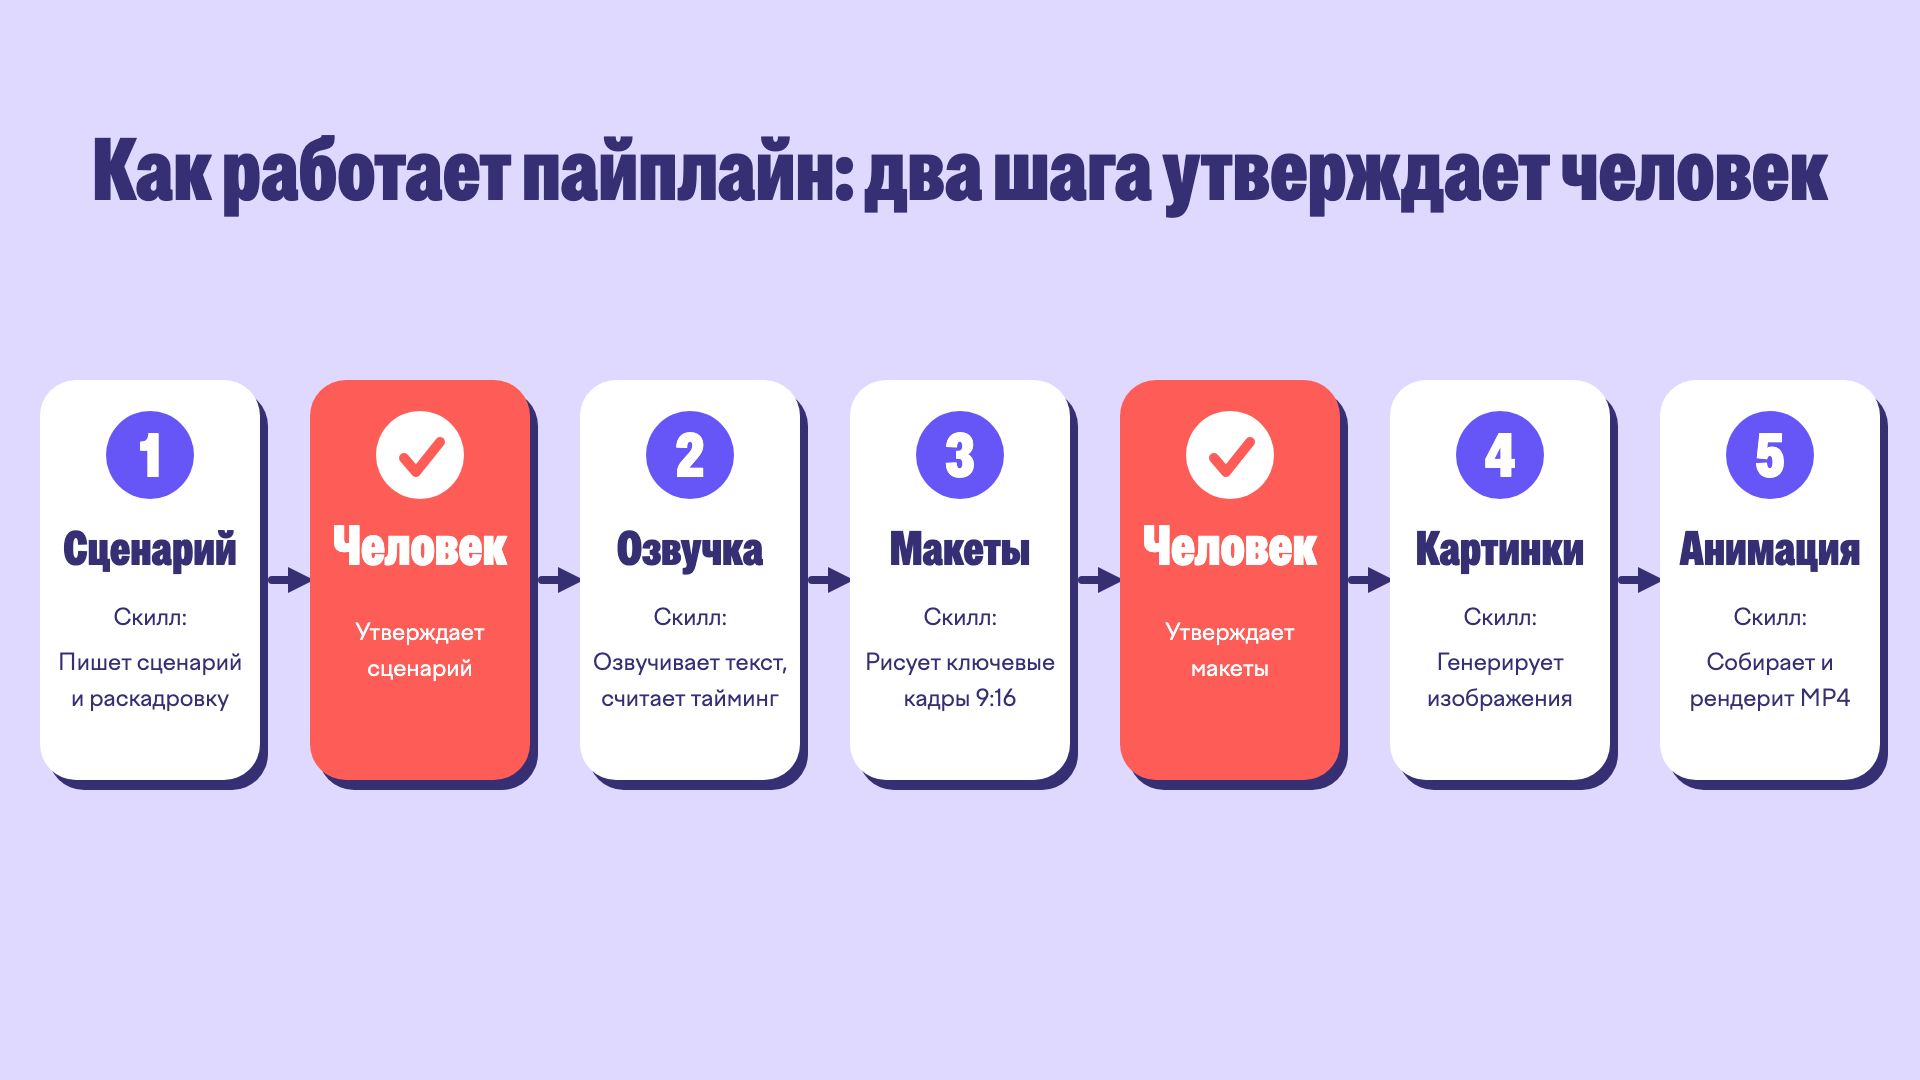 Как работает пайплайн: два шага утверждает человек
1
Сценарий
Скилл:
Пишет сценарий
и раскадровку
Человек
Утверждает
сценарий
2
Озвучка
Скилл:
Озвучивает текст,
считает тайминг
3
Макеты
Скилл:
Рисует ключевые
кадры 9:16
Человек
Утверждает
макеты
4
Картинки
Скилл:
Генерирует
изображения
5
Анимация
Скилл:
Собирает и
рендерит MP4